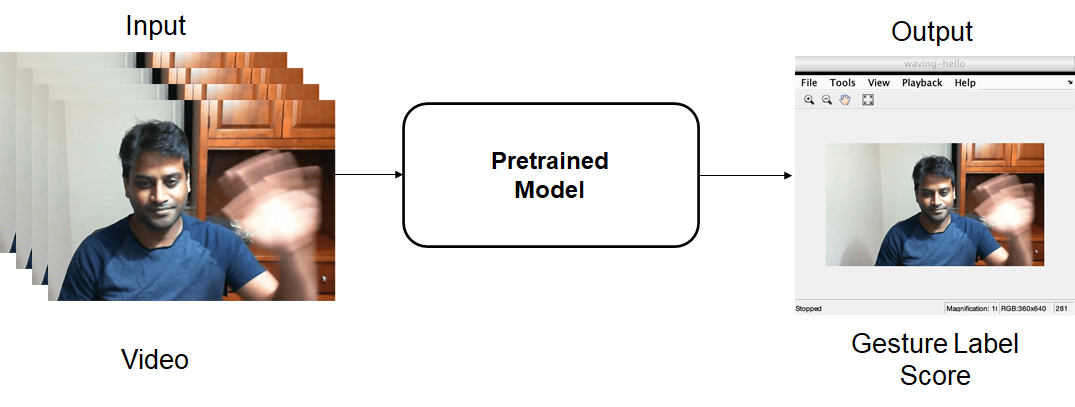 Input
Output
waving-hello
File Tools View Playback Help
Pretrained
Model
Stopped
Magnification: RGB:360x640 281
Video
Gesture Label
Score